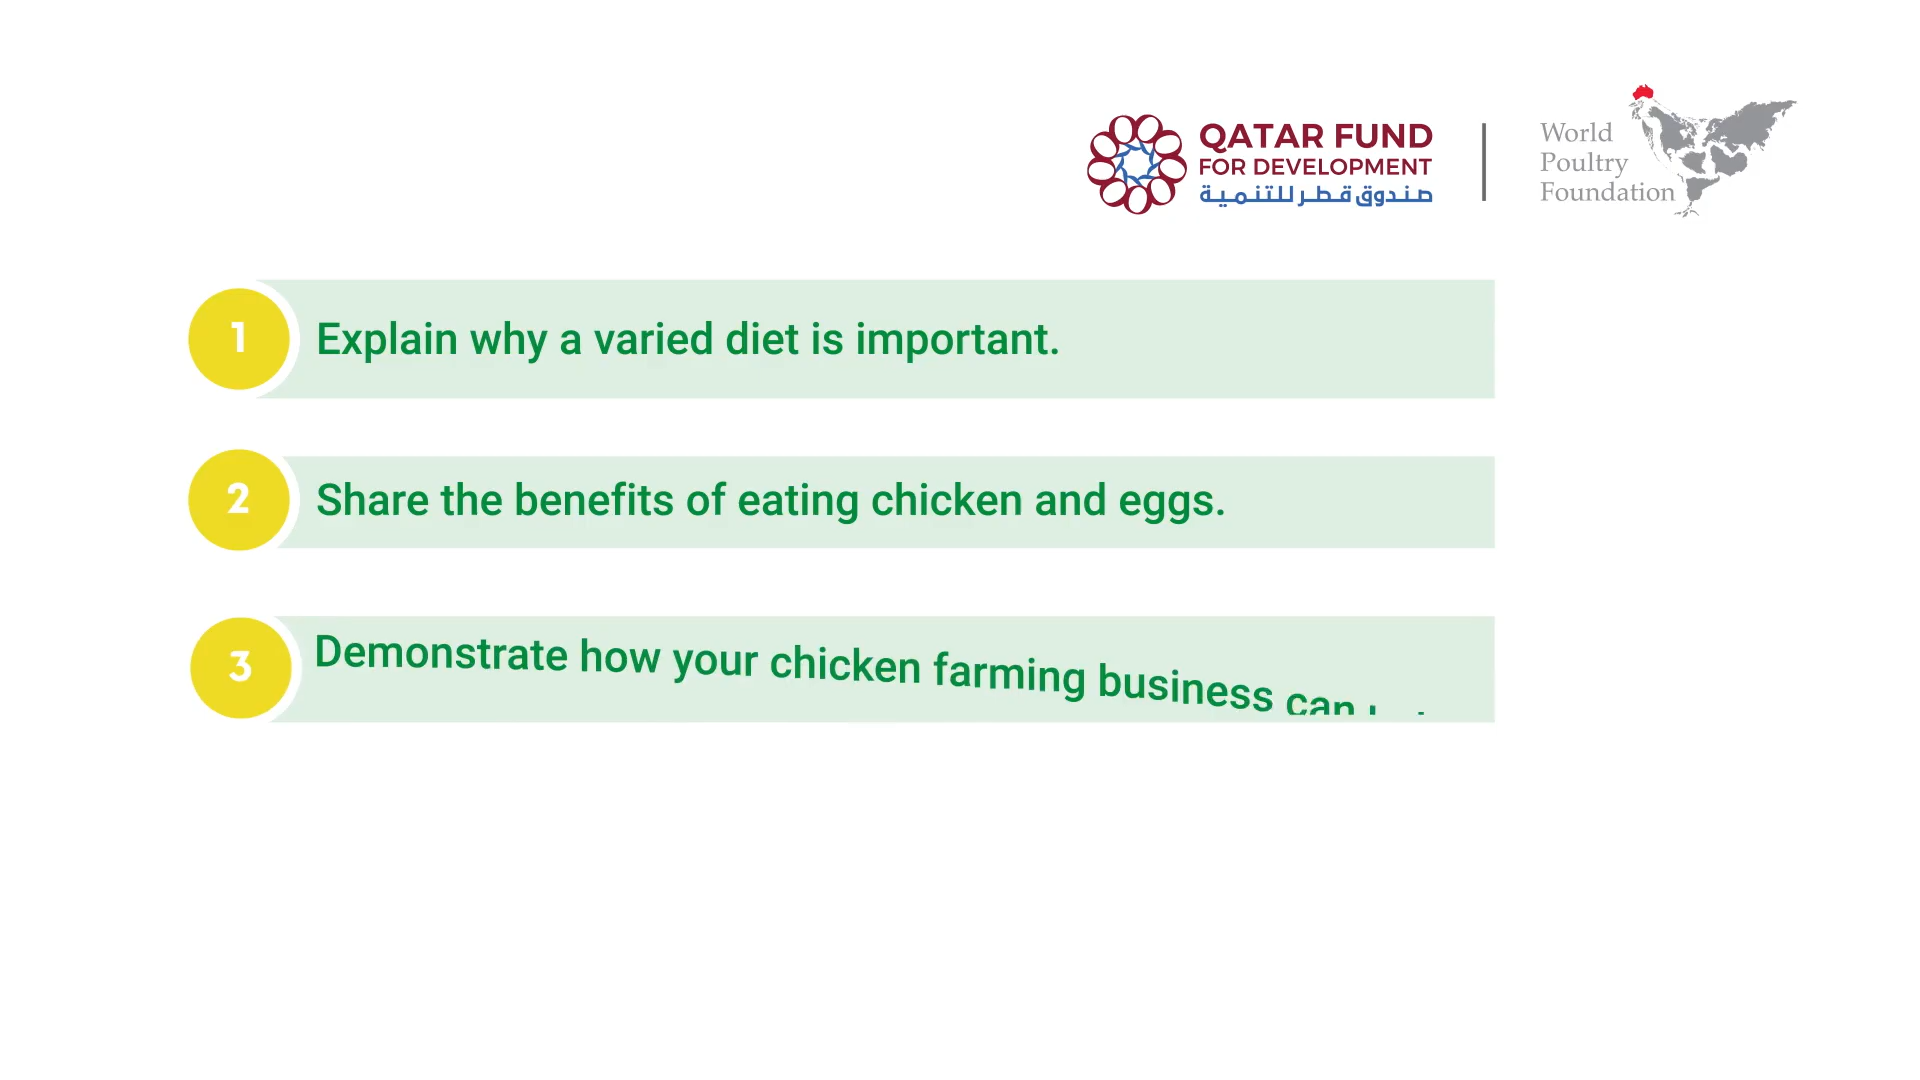 QATAR FUND
FOR DEVELOPMENT
صندوق قطر للتنمية
World
Poultry
Foundation
1
Explain why a varied diet is important.
2
Share the benefits of eating chicken and eggs.
3
Demonstrate how your chicken farming business can